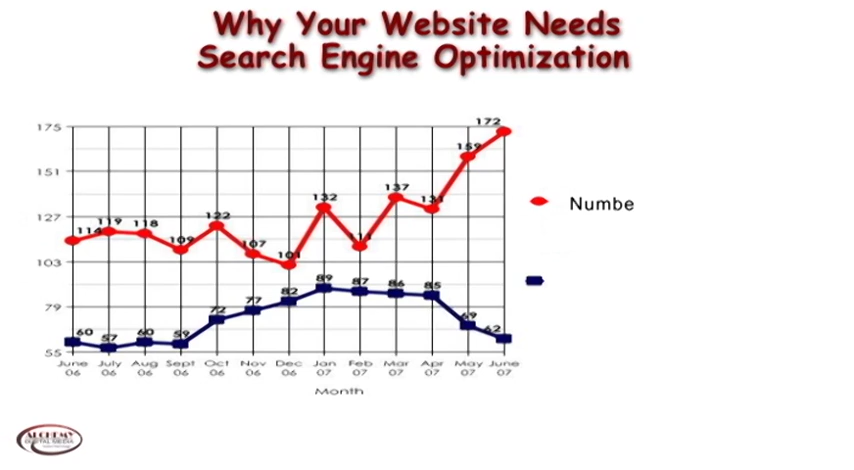 Why Your Website Needs
Search Engine Optimization
175
151
127
103
79
55
114
119
118
109
122
107
101
132
111
137
131
159
172
60
57
60
59
72
77
82
89
87
86
85
69
62
June 06
July 06
Aug 06
Sept 06
Oct 06
Nov 06
Dec 06
Jan 07
Feb 07
Mar 07
Apr 07
May 07
June 07
Month
Numbe
ALCHEMY
DIGITAL MEDIA